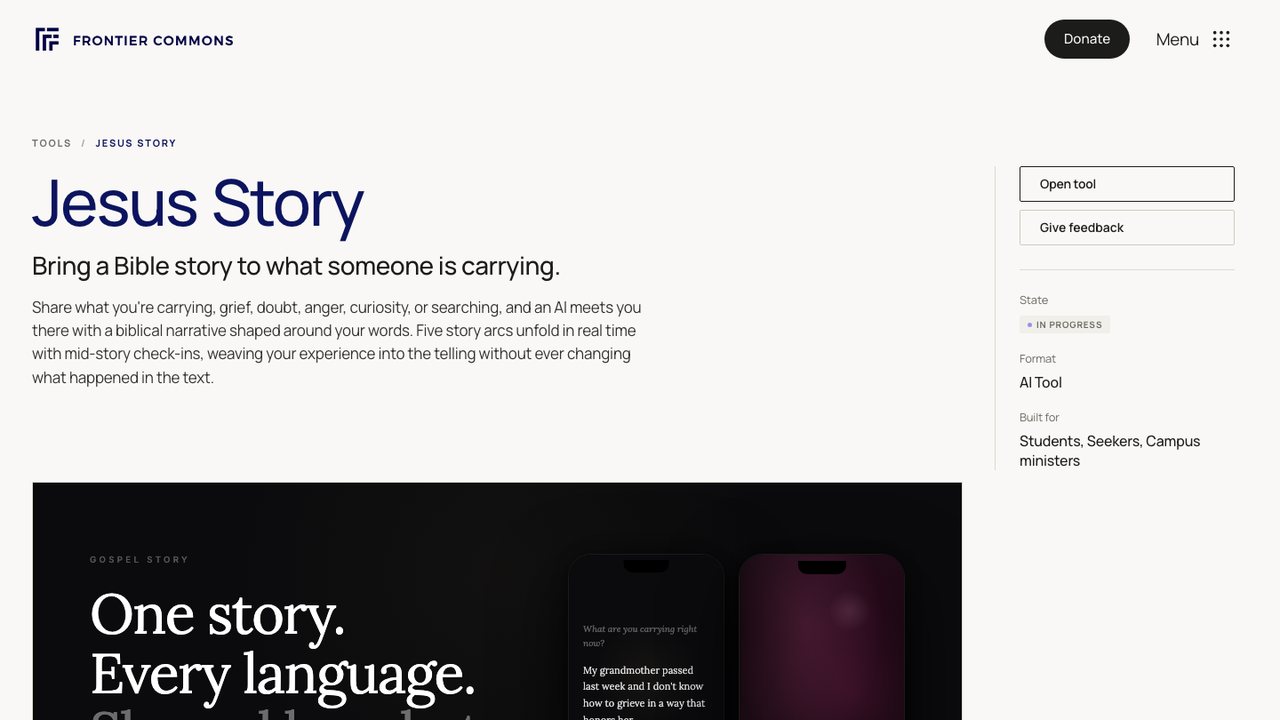 FRONTIER COMMONS
Donate
Menu
TOOLS / JESUS STORY
Jesus Story
Bring a Bible story to what someone is carrying.
Share what you're carrying, grief, doubt, anger, curiosity, or searching, and an AI meets you
there with a biblical narrative shaped around your words. Five story arcs unfold in real time
with mid-story check-ins, weaving your experience into the telling without ever changing
what happened in the text.
Open tool
Give feedback
State
IN PROGRESS
Format
AI Tool
Built for
Students, Seekers, Campus
ministers
GOSPEL STORY
One story.
Every language.
What are you carrying right
now?
My grandmother passed
last week and I don't know
how to grieve in a way that
honors her